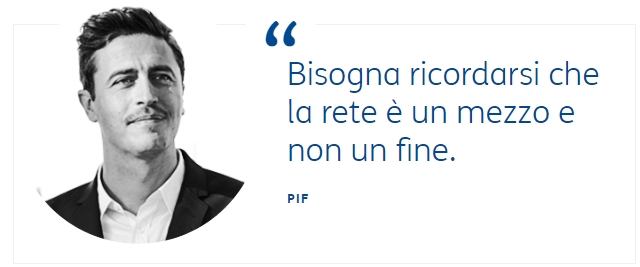 “
Bisogna ricordarsi che
la rete è un mezzo e
non un fine.
PIF